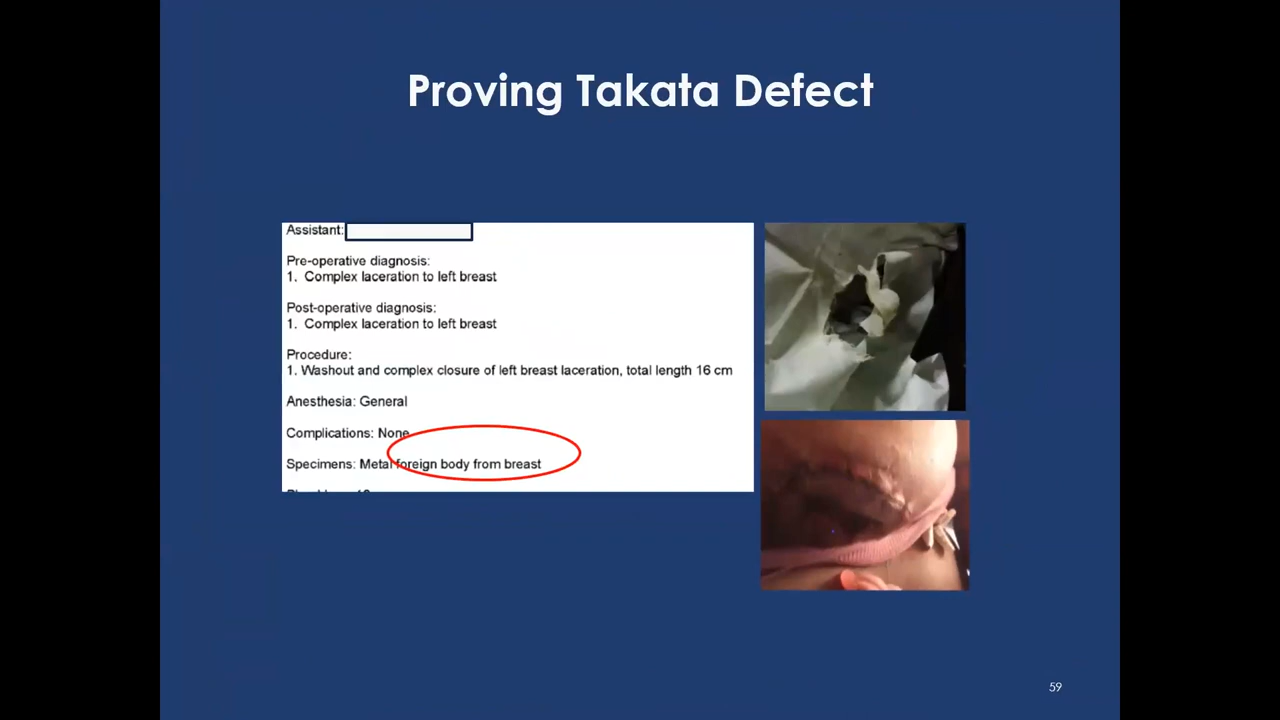 Proving Takata Defect
Assistant:
Pre-operative diagnosis:
1. Complex laceration to left breast
Post-operative diagnosis:
1. Complex laceration to left breast
Procedure:
1. Washout and complex closure of left breast laceration, total length 16 cm
Anesthesia: General
Complications: None
Specimens: Metal foreign body from breast
59